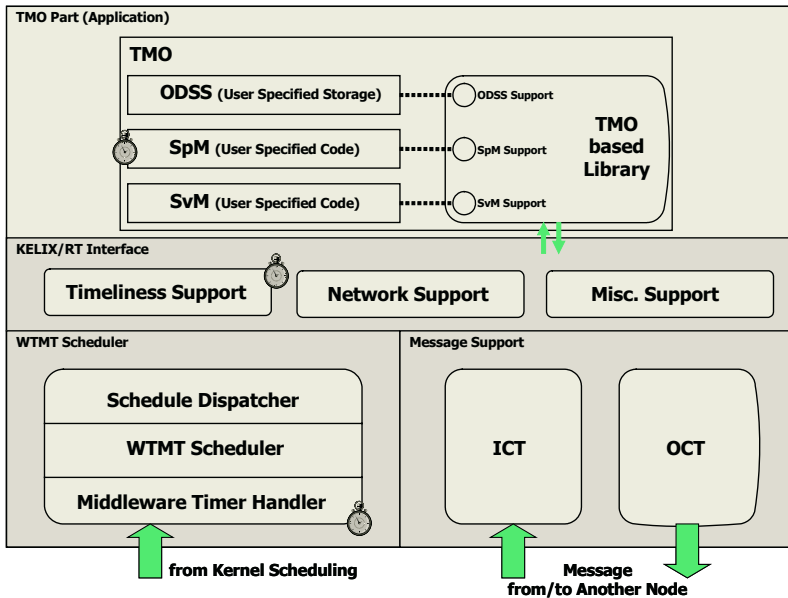 TMO Part (Application)
TMO
ODSS (User Specified Storage)
ODSS Support
SpM (User Specified Code)
SpM Support
TMO
based
Library
SvM (User Specified Code)
SvM Support
KELIX/RT Interface
Timeliness Support
Network Support
Misc. Support
WTMT Scheduler
Schedule Dispatcher
WTMT Scheduler
Middleware Timer Handler
Message Support
ICT
OCT
from Kernel Scheduling
Message
from/to Another Node